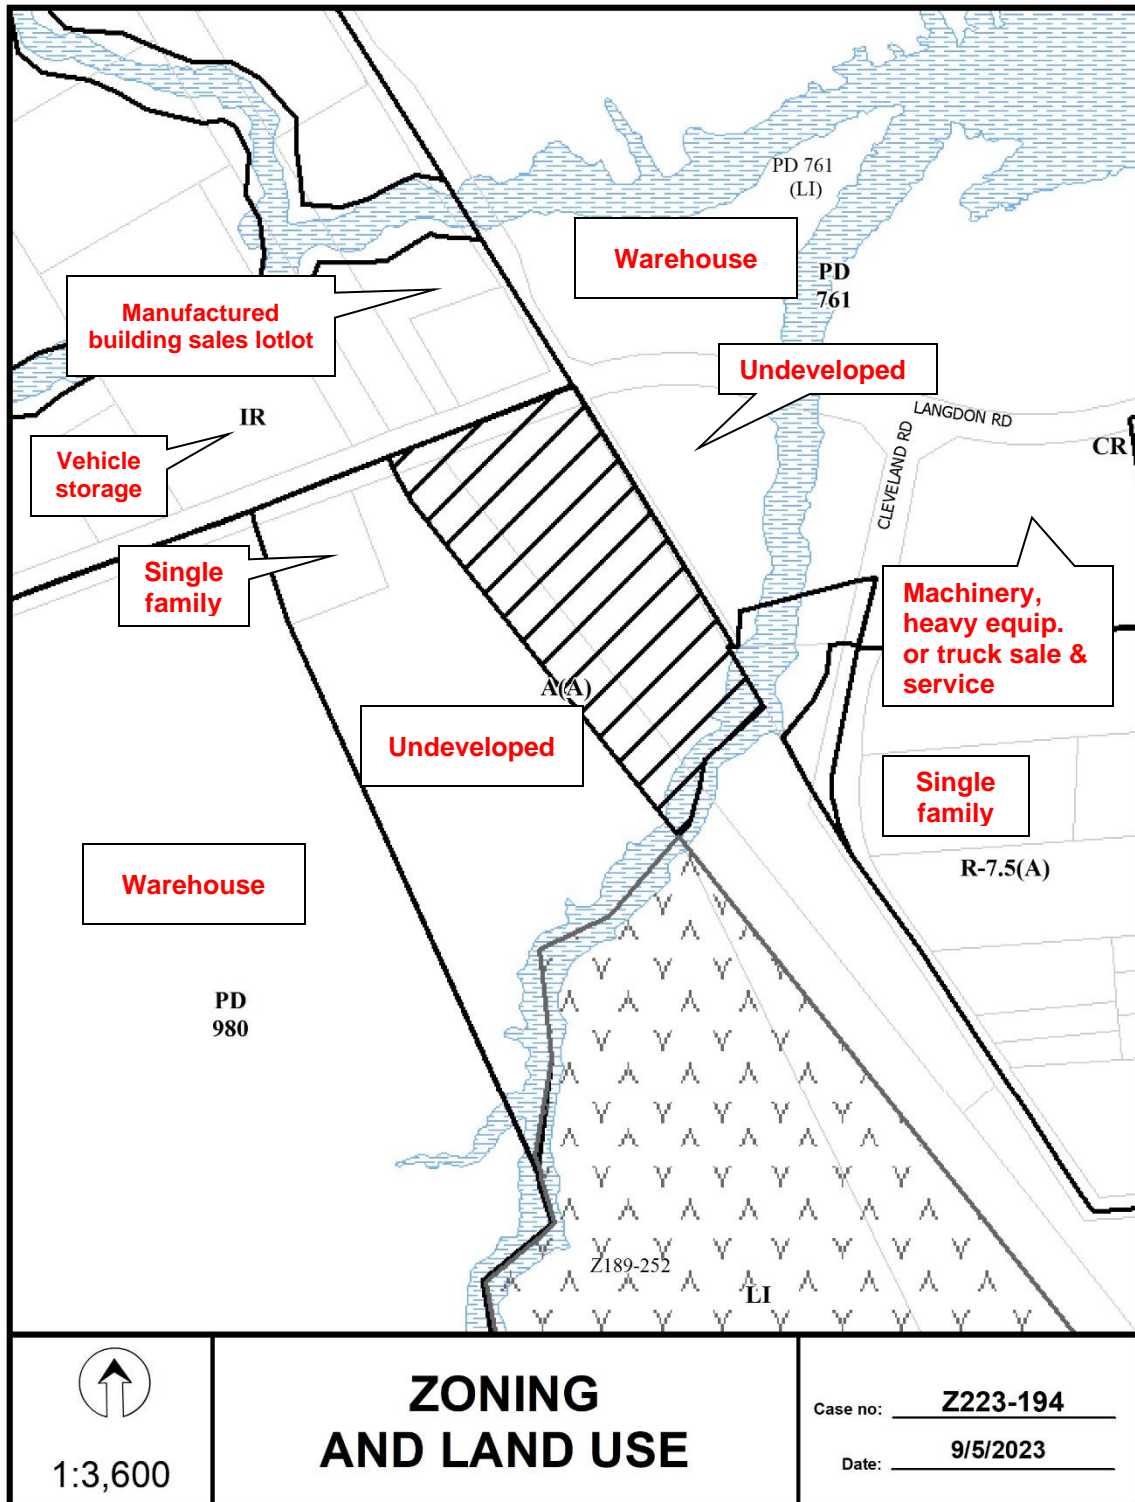 PD 761
(LI)
Warehouse
PD
761
Manufactured
building sales lotlot
Undeveloped
IR
LANGDON RD
CLEVELAND RD
CR
Vehicle
storage
Single
family
Machinery,
heavy equip.
or truck sale &
service
A(A)
Undeveloped
Single
family
R-7.5(A)
Warehouse
PD
980
Z189-252
LI
1:3,600
ZONING
AND LAND USE
Case no: Z223-194
Date: 9/5/2023